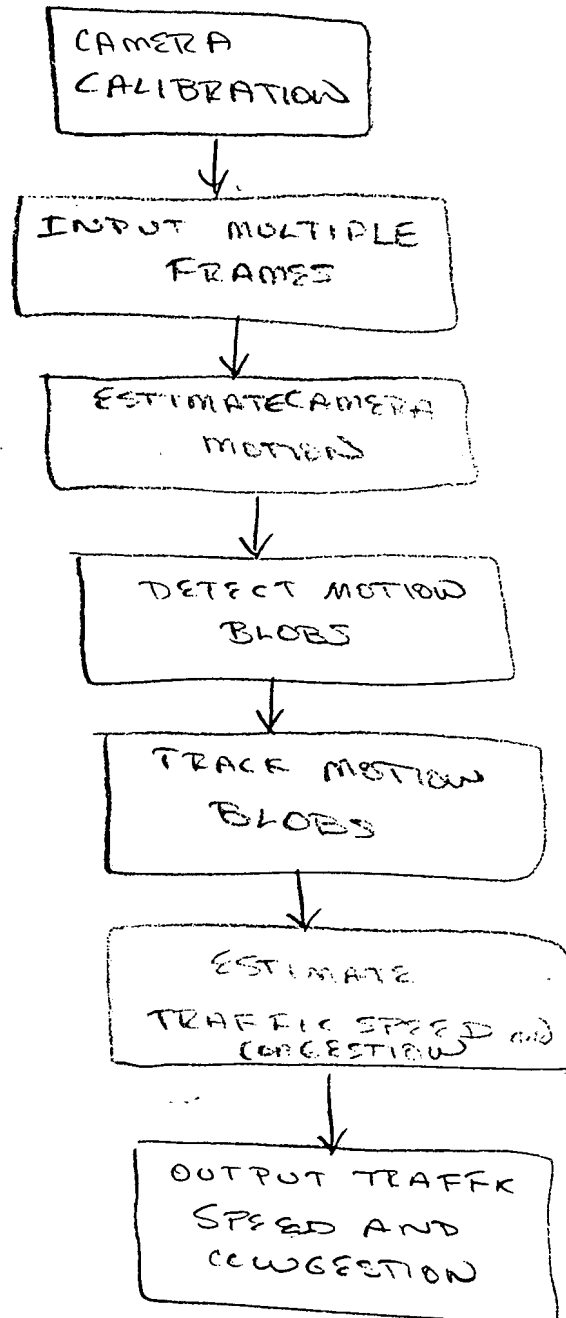 CAMERA
CALIBRATION
INPUT MULTIPLE
FRAMES
ESTIMATE CAMERA
MOTION
DETECT MOTION
BLOBS
TRACK MOTION
BLOBS
ESTIMATE
TRAFFIC SPEED and
CONGESTION
OUTPUT TRAFFIC
SPEED AND
CONGESTION